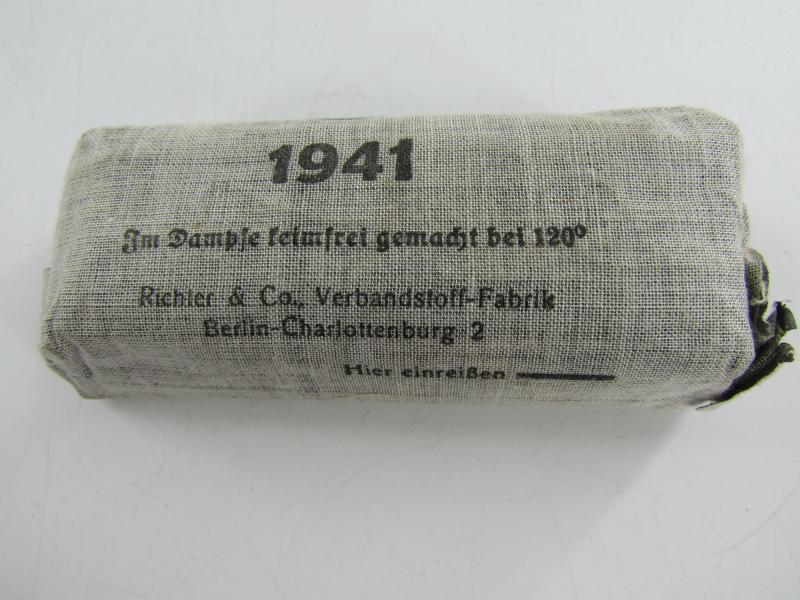 1941
Im Dampfe keimfrei gemacht bei 120°
Richter & Co., Verbandstoff-Fabrik
Berlin-Charlottenburg 2
Hier einreißen